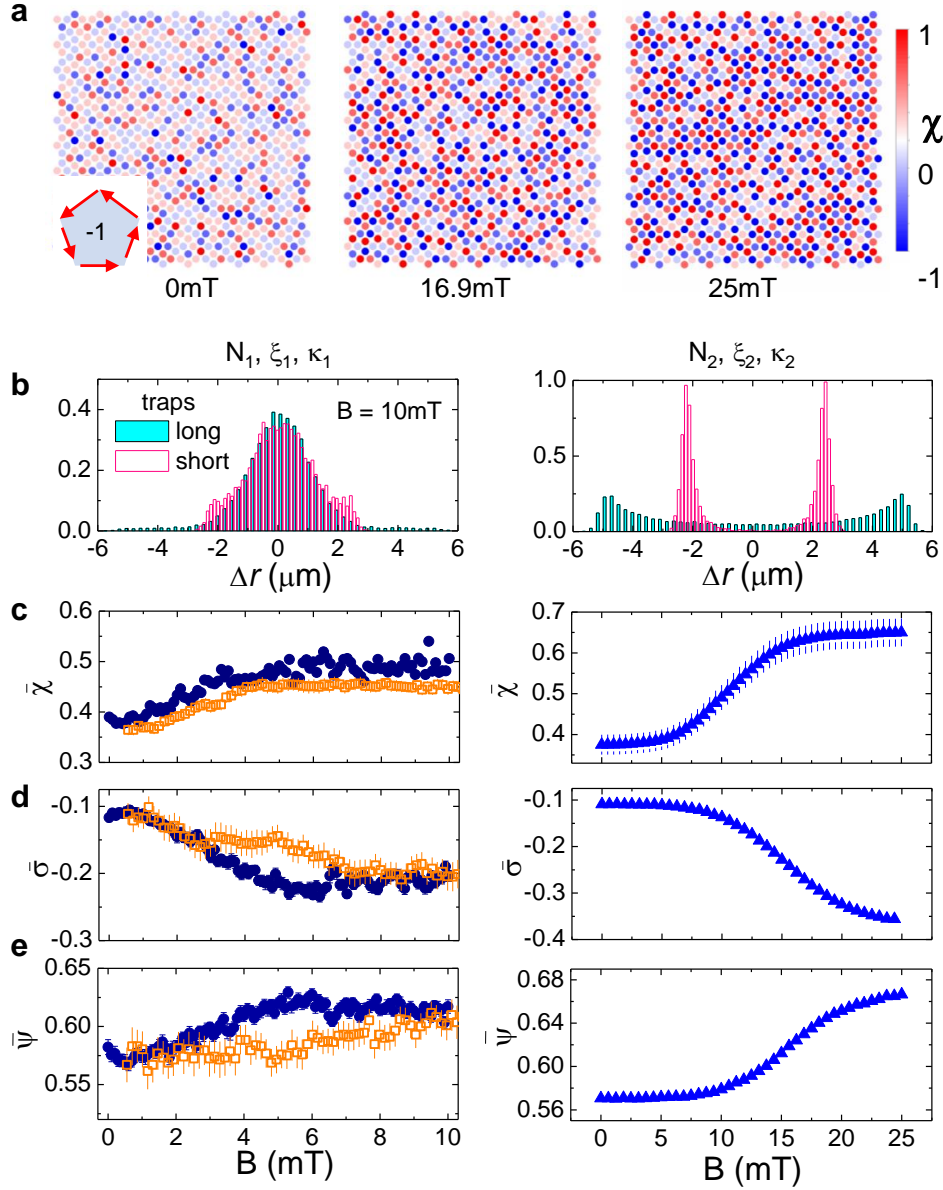 a
-1
0mT
16.9mT
25mT
1
χ
0
-1
N₁, ξ₁, κ₁
N₂, ξ₂, κ₂
b
traps
long
short
B = 10mT
0.4
0.2
0.0
-6 -4 -2 0 2 4 6
Δr (μm)
1.0
0.5
0.0
-6 -4 -2 0 2 4 6
Δr (μm)
c
χ̄
0.6
0.5
0.4
0.3
χ̄
0.7
0.6
0.5
0.4
d
σ̄
-0.1
-0.2
-0.3
σ̄
-0.1
-0.2
-0.3
-0.4
e
ψ̄
0.65
0.60
0.55
0 2 4 6 8 10
B (mT)
ψ̄
0.68
0.64
0.60
0.56
0 5 10 15 20 25
B (mT)